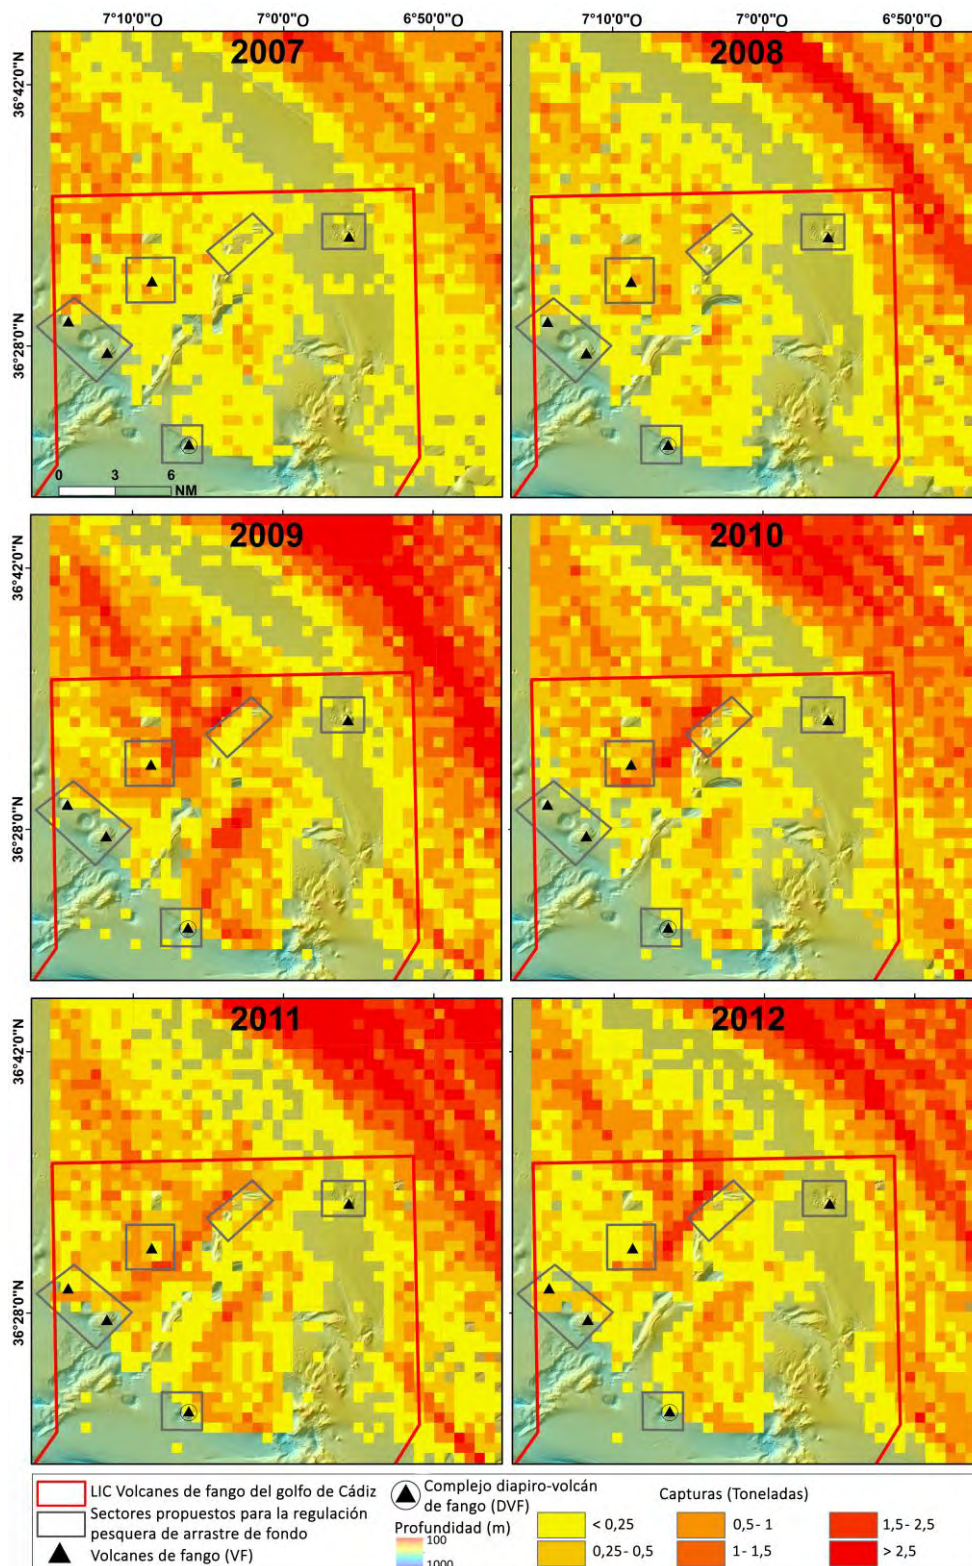 7°10'0"O 7°0'0"O 6°50'0"O 7°10'0"O 7°0'0"O 6°50'0"O
2007 2008
36°42'0"N
36°28'0"N
0 3 6
NM
2009 2010
36°42'0"N
36°28'0"N
2011 2012
36°42'0"N
36°28'0"N
LIC Volcanes de fango del golfo de Cádiz
Sectores propuestos para la regulación
pesquera de arrastre de fondo
Volcanes de fango (VF)
Complejo diapiro-volcán
de fango (DVF)
Profundidad (m)
100
1000
Capturas (Toneladas)
< 0,25 0,5- 1 1,5- 2,5
0,25- 0,5 1- 1,5 > 2,5